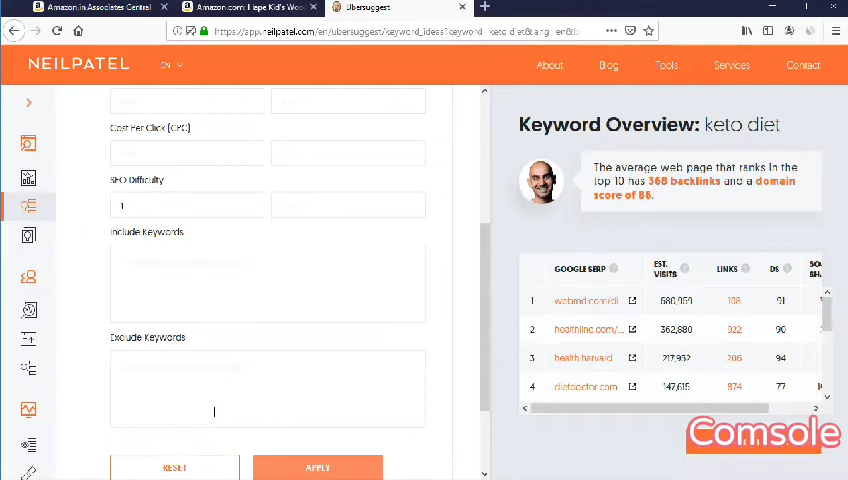 Amazon.in Associates Central
Amazon.com: Hape Kid's Woo
Ubersuggest
https://app.neilpatel.com/en/ubersuggest/keyword_ideas?keyword=keto diet&lang=en&lo
NEILPATEL
EN
About
Blog
Tools
Services
Contact
Cost Per Click (CPC)
SEO Difficulty
1
Include Keywords
Exclude Keywords
RESET
APPLY
Keyword Overview: keto diet
The average web page that ranks in the
top 10 has 368 backlinks and a domain
score of 86.
GOOGLE SERP
EST. VISITS
LINKS
DS
SO
SHA
1 webmd.com/di 680,959 108 91
2 healthline.com/... 362,880 922 90
3 health.harvard 217,952 206 94
4 dietdoctor.com 147,615 874 77
Comsole